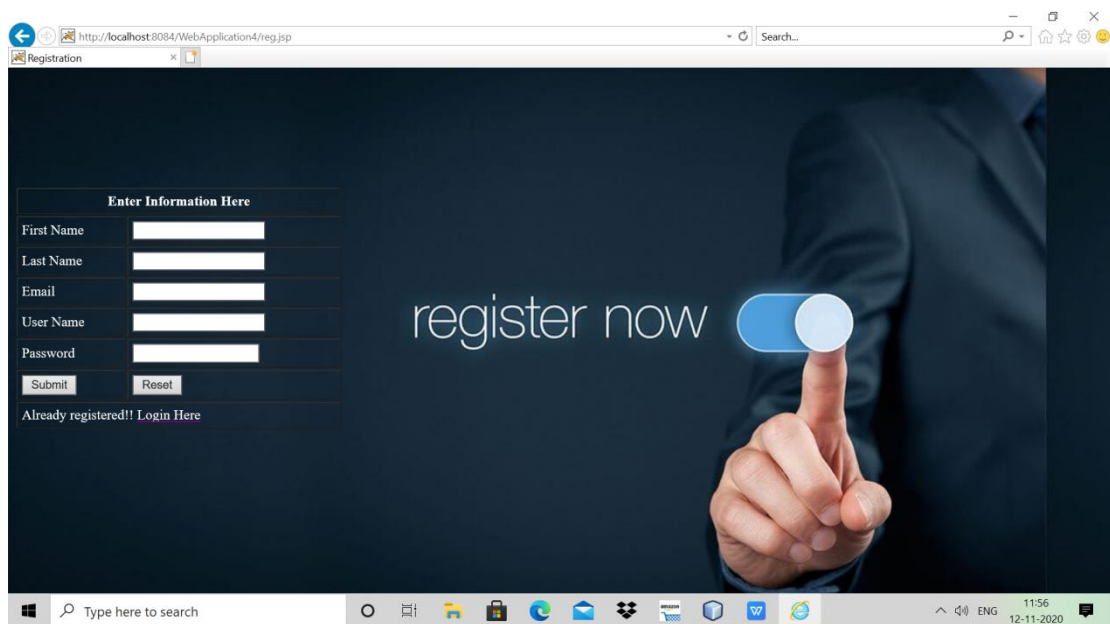 http://localhost:8084/WebApplication4/reg.jsp
Search...
Registration
Enter Information Here
First Name
Last Name
Email
User Name
Password
Submit Reset
Already registered!! Login Here
register now
Type here to search
amazon
W
ENG
11:56
12-11-2020